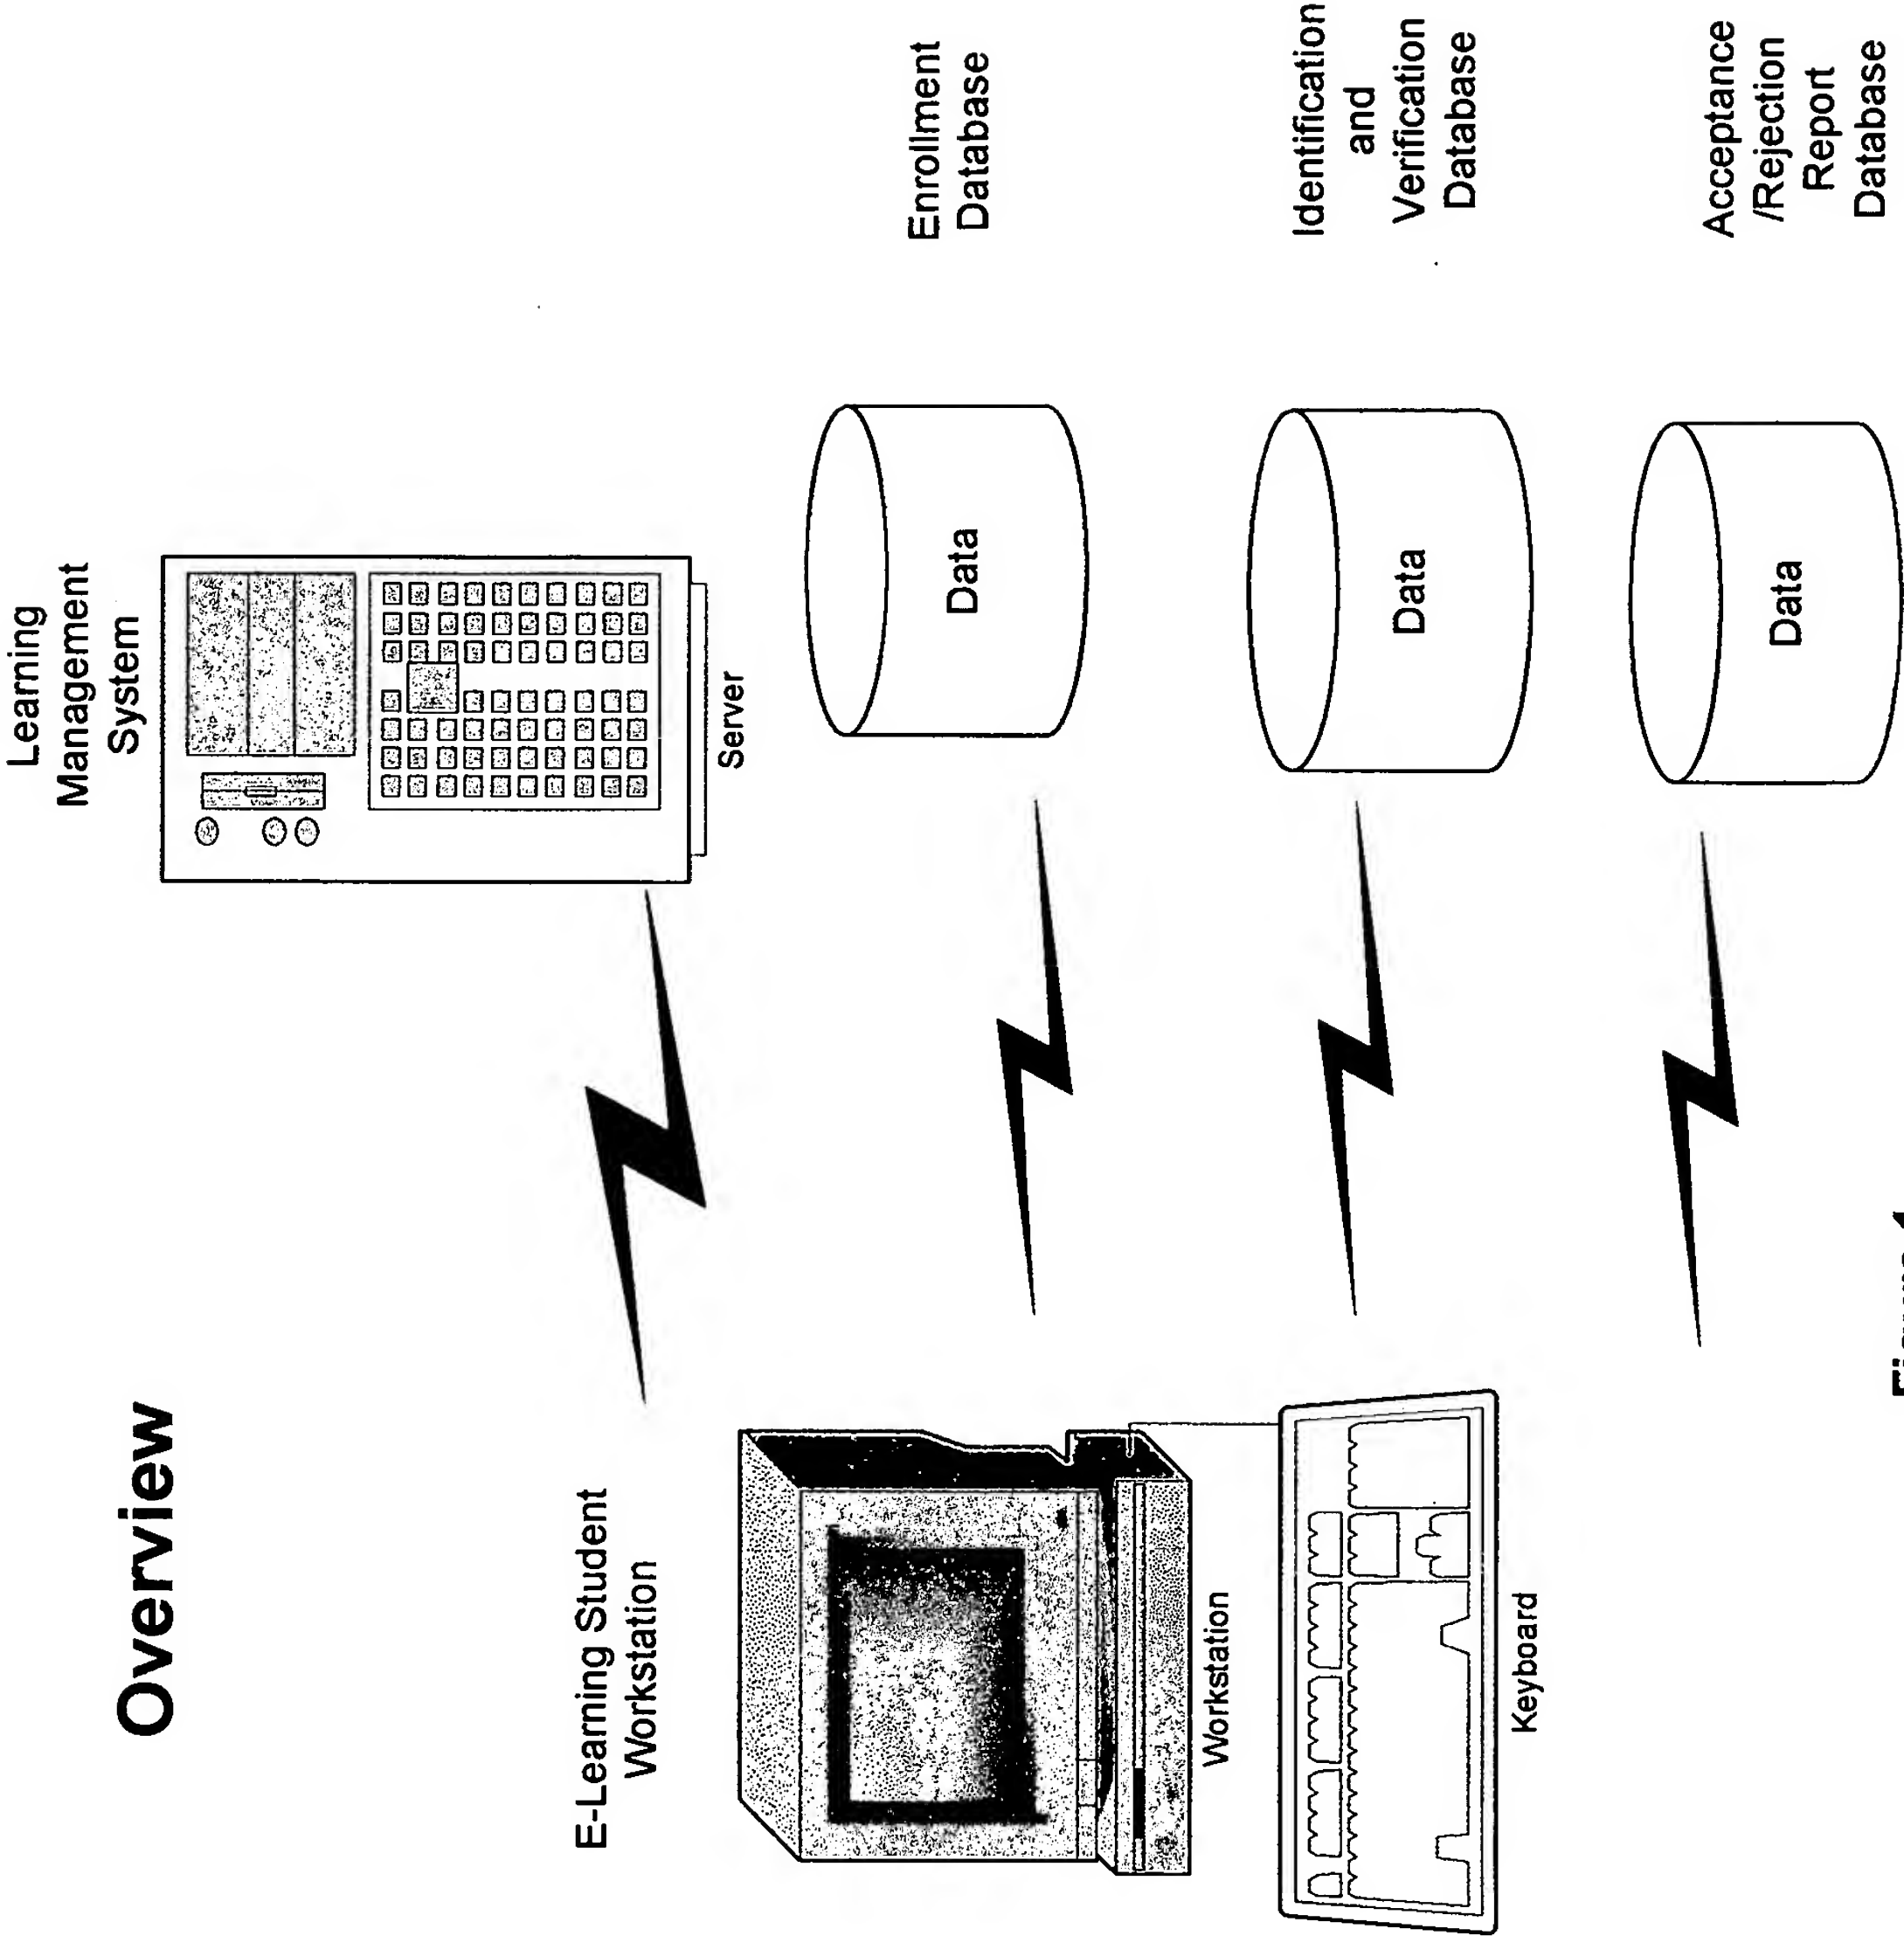 Overview
Learning
Management
System
Server
E-Learning Student
Workstation
Workstation
Keyboard
Data
Enrollment
Database
Data
Identification
and
Verification
Database
Data
Acceptance
/Rejection
Report
Database